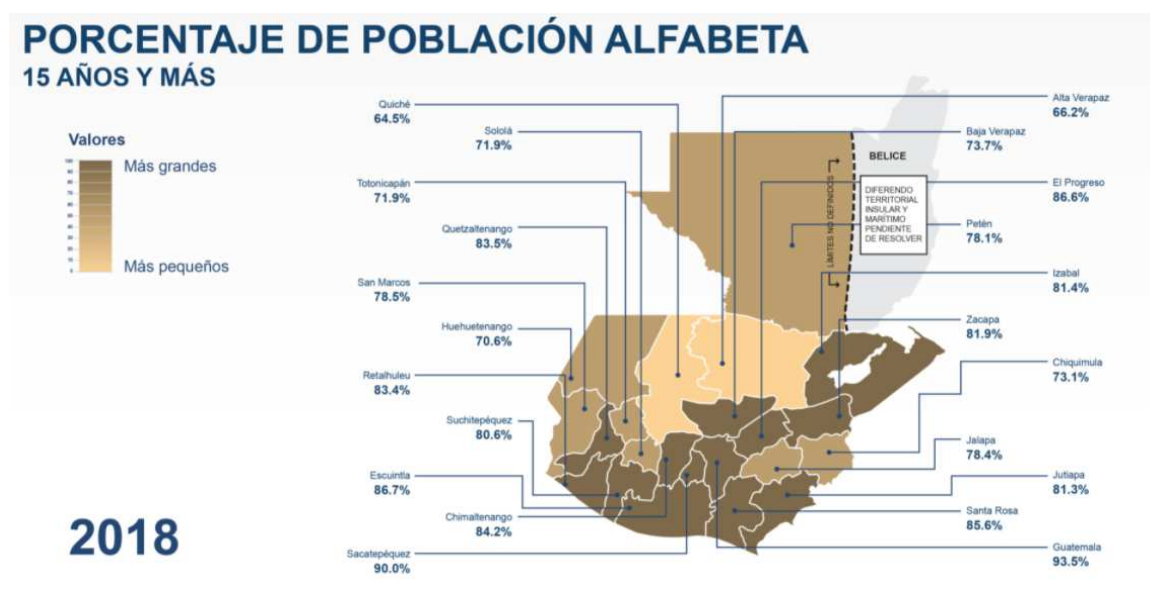 PORCENTAJE DE POBLACIÓN ALFABETA
15 AÑOS Y MÁS
Valores
Más grandes
Más pequeños
2018
Quiché
64.5%
Sololá
71.9%
Totonicapán
71.9%
Quetzaltenango
83.5%
San Marcos
78.5%
Huehuetenango
70.6%
Retalhuleu
83.4%
Suchitepéquez
80.6%
Escuintla
86.7%
Chimaltenango
84.2%
Sacatepéquez
90.0%
Alta Verapaz
66.2%
Baja Verapaz
73.7%
BELICE
LÍMITES NO DEFINIDOS
DIFERENDO
TERRITORIAL
INSULAR Y
MARÍTIMO
PENDIENTE
DE RESOLVER
El Progreso
86.6%
Petén
78.1%
Izabal
81.4%
Zacapa
81.9%
Chiquimula
73.1%
Jalapa
78.4%
Jutiapa
81.3%
Santa Rosa
85.6%
Guatemala
93.5%